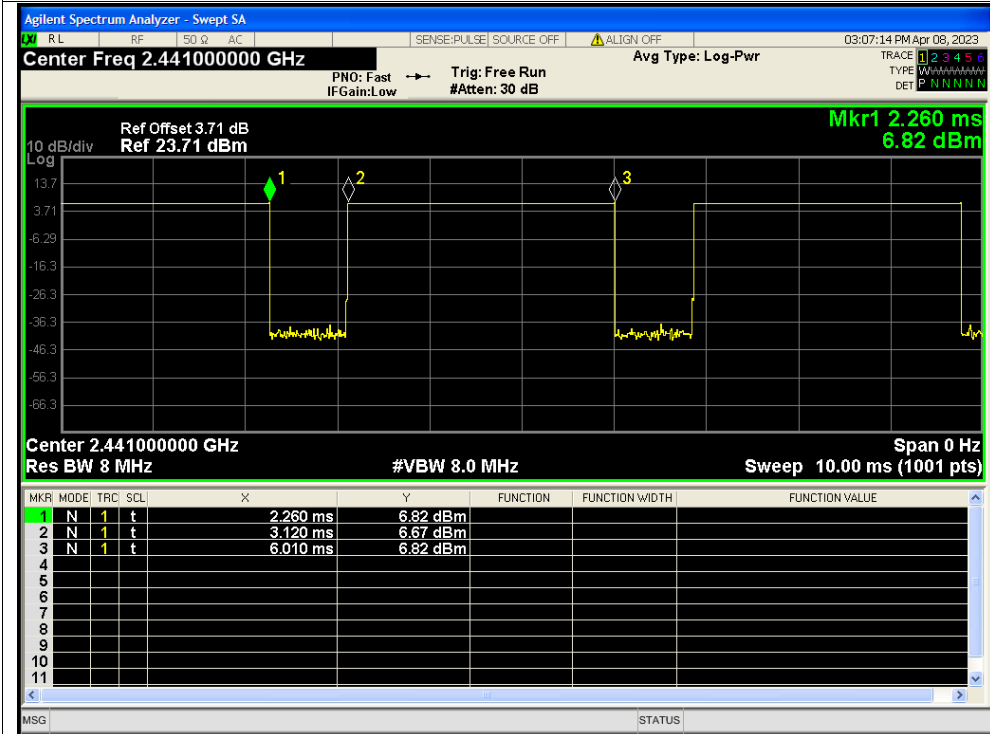 Agilent Spectrum Analyzer - Swept SA
LXI RL RF 50 Ω AC SENSE:PULSE SOURCE OFF ALIGN OFF 03:07:14 PM Apr 08, 2023
Center Freq 2.441000000 GHz
PNO: Fast
IFGain:Low
Trig: Free Run
#Atten: 30 dB
Avg Type: Log-Pwr
TRACE 1 2 3 4 5 6
TYPE WWWWWW
DET P N N N N N
Mkr1 2.260 ms
6.82 dBm
Ref Offset 3.71 dB
10 dB/div Ref 23.71 dBm
Log
1 2 3
13.7
3.71
-6.29
-16.3
-26.3
-36.3
-46.3
-56.3
-66.3
Center 2.441000000 GHz Span 0 Hz
Res BW 8 MHz #VBW 8.0 MHz Sweep 10.00 ms (1001 pts)
MKR MODE TRC SCL X Y FUNCTION FUNCTION WIDTH FUNCTION VALUE
1 N 1 t 2.260 ms 6.82 dBm
2 N 1 t 3.120 ms 6.67 dBm
3 N 1 t 6.010 ms 6.82 dBm
4
5
6
7
8
9
10
11
MSG STATUS